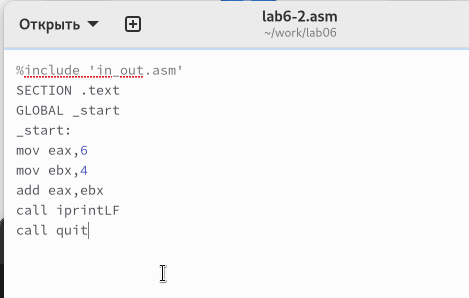 Открыть
lab6-2.asm
~/work/lab06
%include 'in_out.asm'
SECTION .text
GLOBAL _start
_start:
mov eax,6
mov ebx,4
add eax,ebx
call iprintLF
call quit